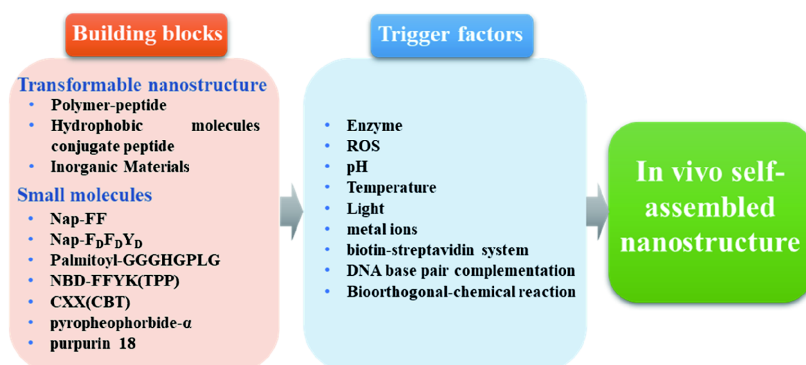 Building blocks
Transformable nanostructure
• Polymer-peptide
• Hydrophobic molecules
conjugate peptide
• Inorganic Materials
Small molecules
• Nap-FF
• Nap-FDFDYD
• Palmitoyl-GGGHGPLG
• NBD-FFYK(TPP)
• CXX(CBT)
• pyropheophorbide-α
• purpurin 18
Trigger factors
• Enzyme
• ROS
• pH
• Temperature
• Light
• metal ions
• biotin-streptavidin system
• DNA base pair complementation
• Bioorthogonal-chemical reaction
In vivo self-
assembled
nanostructure